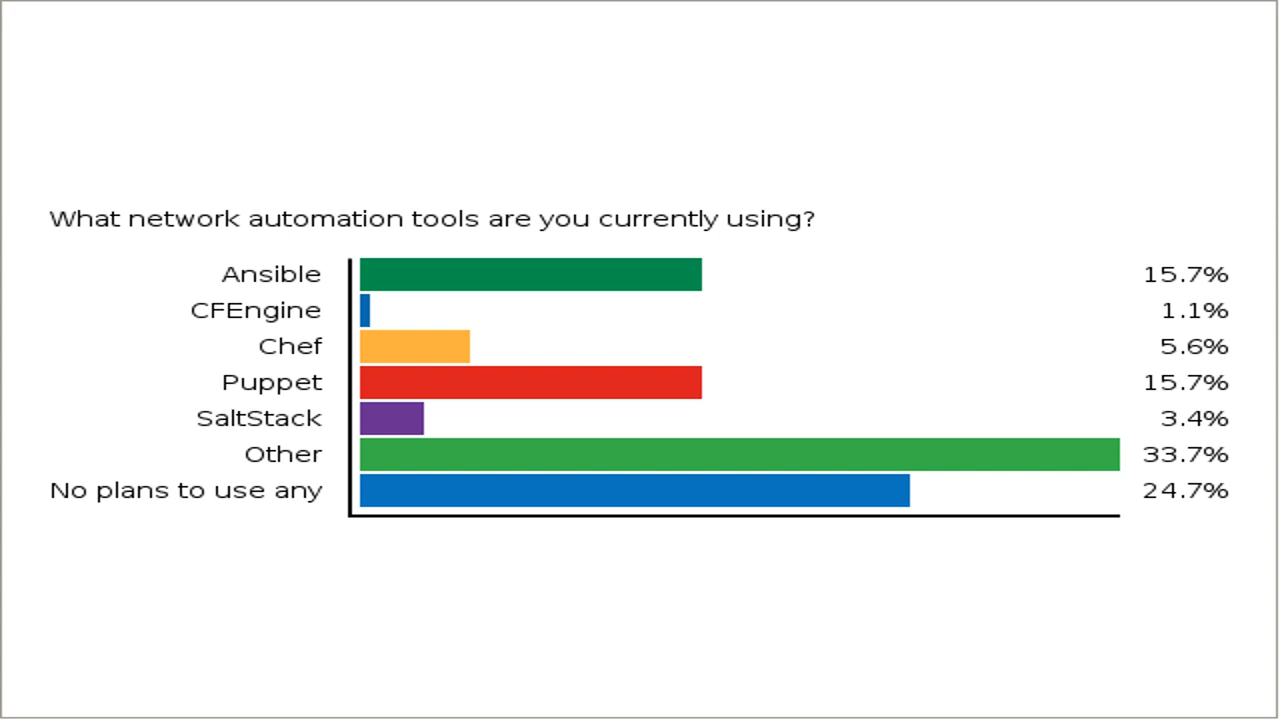 What network automation tools are you currently using?
Ansible 15.7%
CFEngine 1.1%
Chef 5.6%
Puppet 15.7%
SaltStack 3.4%
Other 33.7%
No plans to use any 24.7%